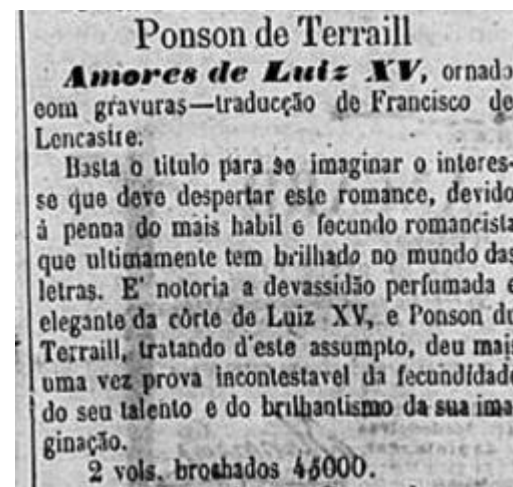 Ponson de Terraill
Amores de Luiz XV, ornado
com gravuras—traducção de Francisco de
Lencastre:
Basta o titulo para se imaginar o interes-
se que deve despertar este romance, devido
á penna do mais habil e fecundo romancista
que ultimamente tem brilhado no mundo das
letras. E' notoria a devassidão perfumada e
elegante da côrte de Luiz XV, e Ponson du
Terraill, tratando d'este assumpto, deu mais
uma vez prova incontestavel da fecundidade
do seu talento e do brilhantismo da sua ima-
ginação.
2 vols. brochados 4$000.